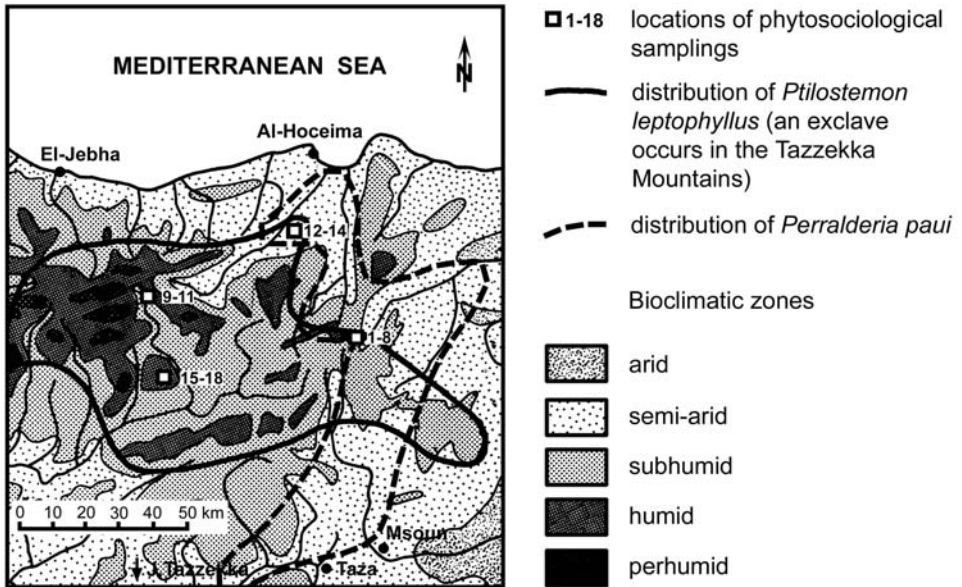 MEDITERRANEAN SEA
N
El-Jebha
Al-Hoceima
12-14
9-11
1-8
15-18
0 10 20 30 40 50 km
Msoun
J. Tazzekka
Taza
1-18 locations of phytosociological
samplings
distribution of Ptilostemon
leptophyllus (an exclave
occurs in the Tazzekka
Mountains)
distribution of Perralderia paui
Bioclimatic zones
arid
semi-arid
subhumid
humid
perhumid